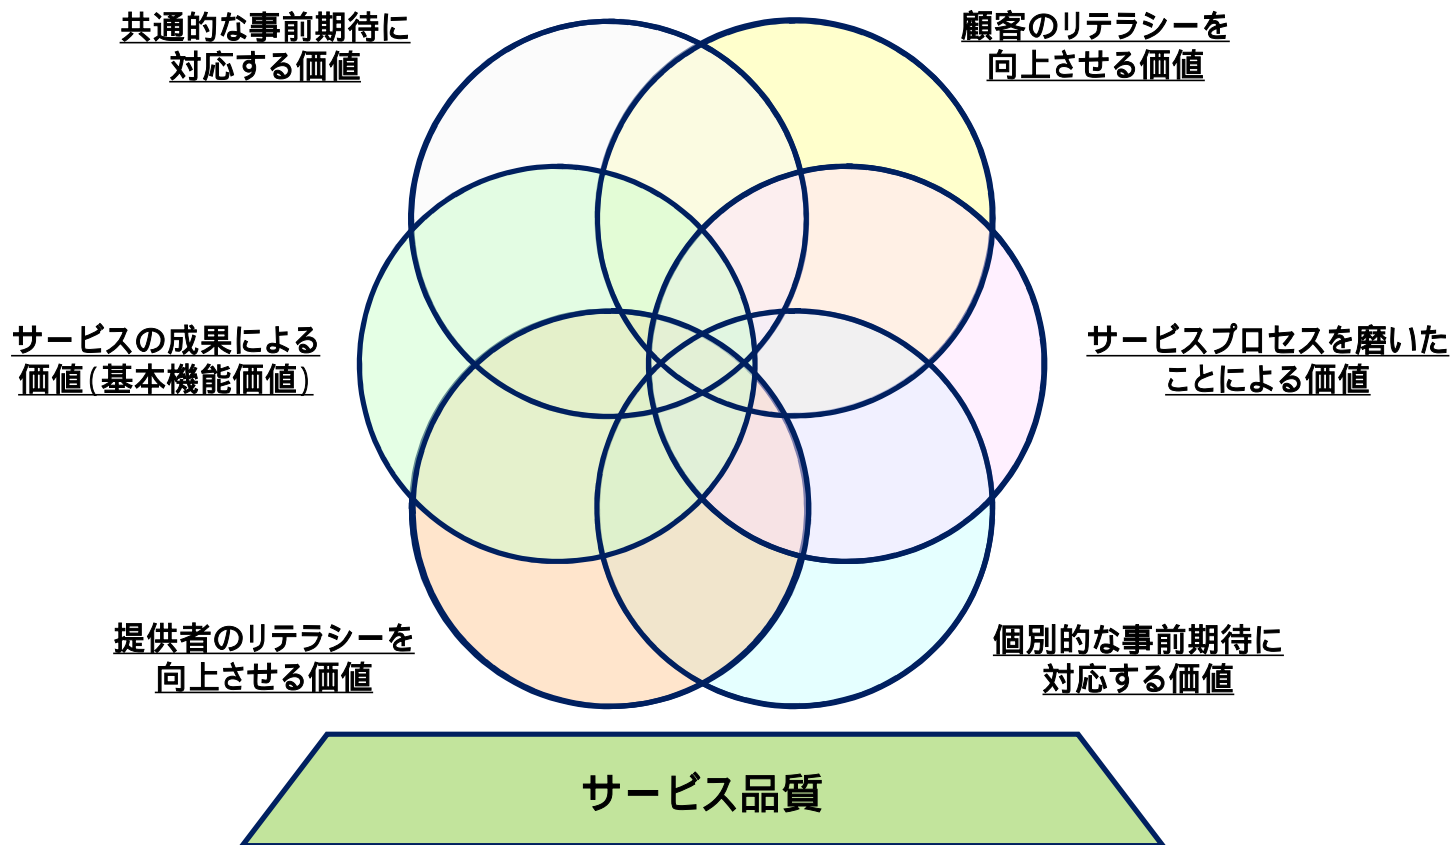 共通的な事前期待に
対応する価値
顧客のリテラシーを
向上させる価値
サービスの成果による
価値(基本機能価値)
サービスプロセスを磨いた
ことによる価値
提供者のリテラシーを
向上させる価値
個別的な事前期待に
対応する価値
サービス品質